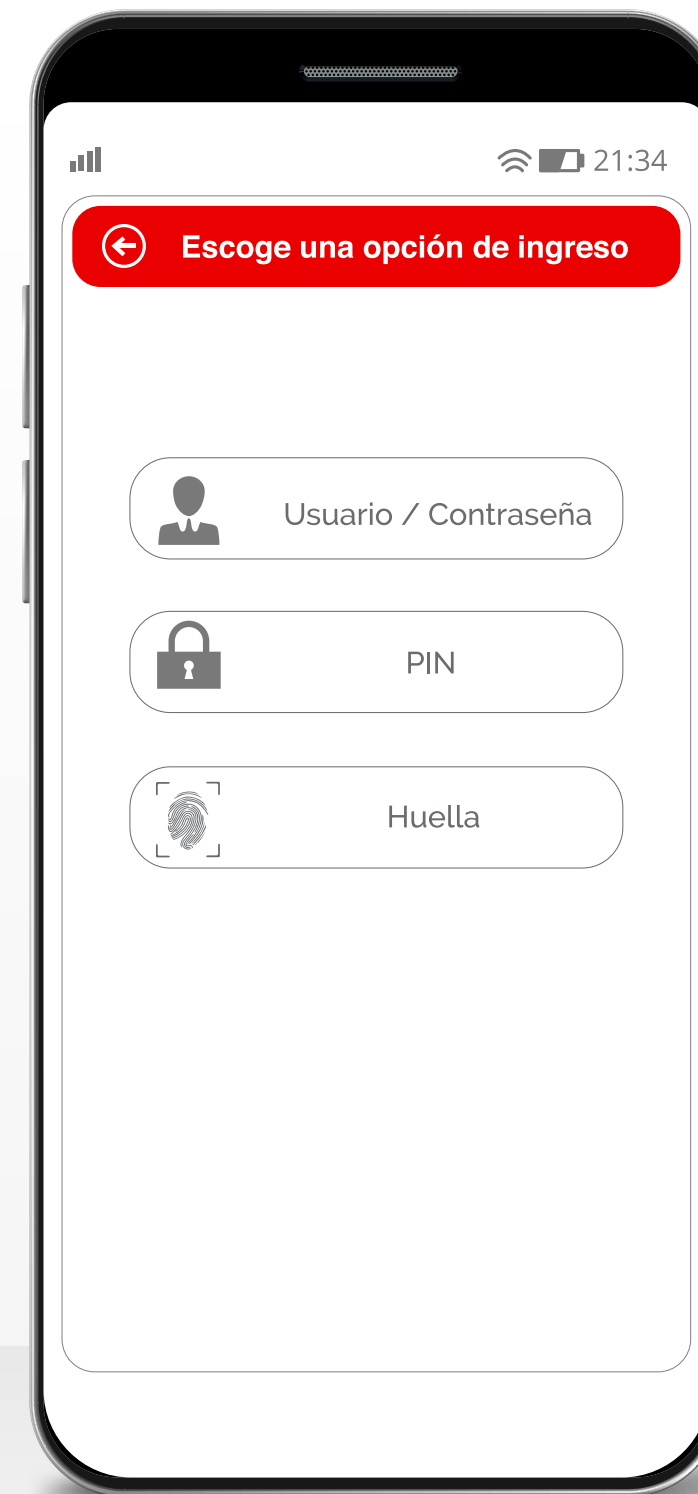 21:34
Escoge una opción de ingreso
Usuario / Contraseña
PIN
Huella